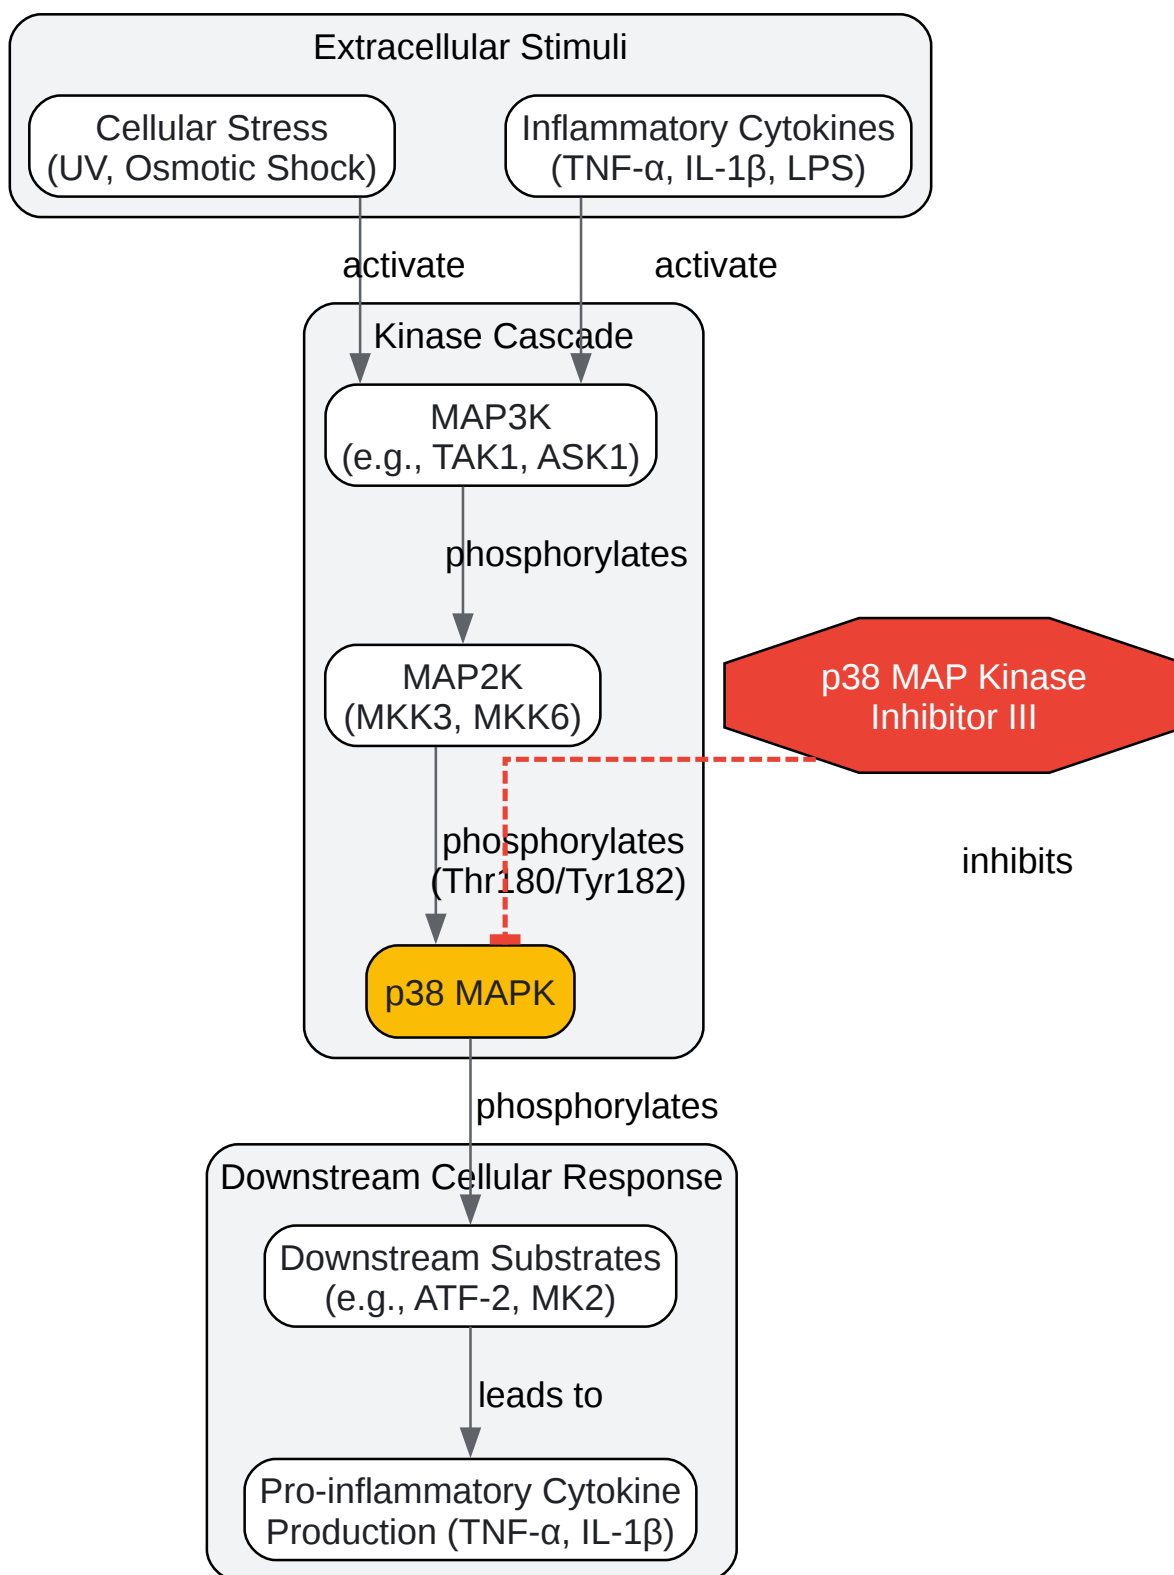 Extracellular Stimuli
Cellular Stress
(UV, Osmotic Shock)
Inflammatory Cytokines
(TNF-α, IL-1β, LPS)
activate
activate
Kinase Cascade
MAP3K
(e.g., TAK1, ASK1)
phosphorylates
MAP2K
(MKK3, MKK6)
p38 MAP Kinase
Inhibitor III
phosphorylates
(Thr180/Tyr182)
inhibits
p38 MAPK
phosphorylates
Downstream Cellular Response
Downstream Substrates
(e.g., ATF-2, MK2)
leads to
Pro-inflammatory Cytokine
Production (TNF-α, IL-1β)